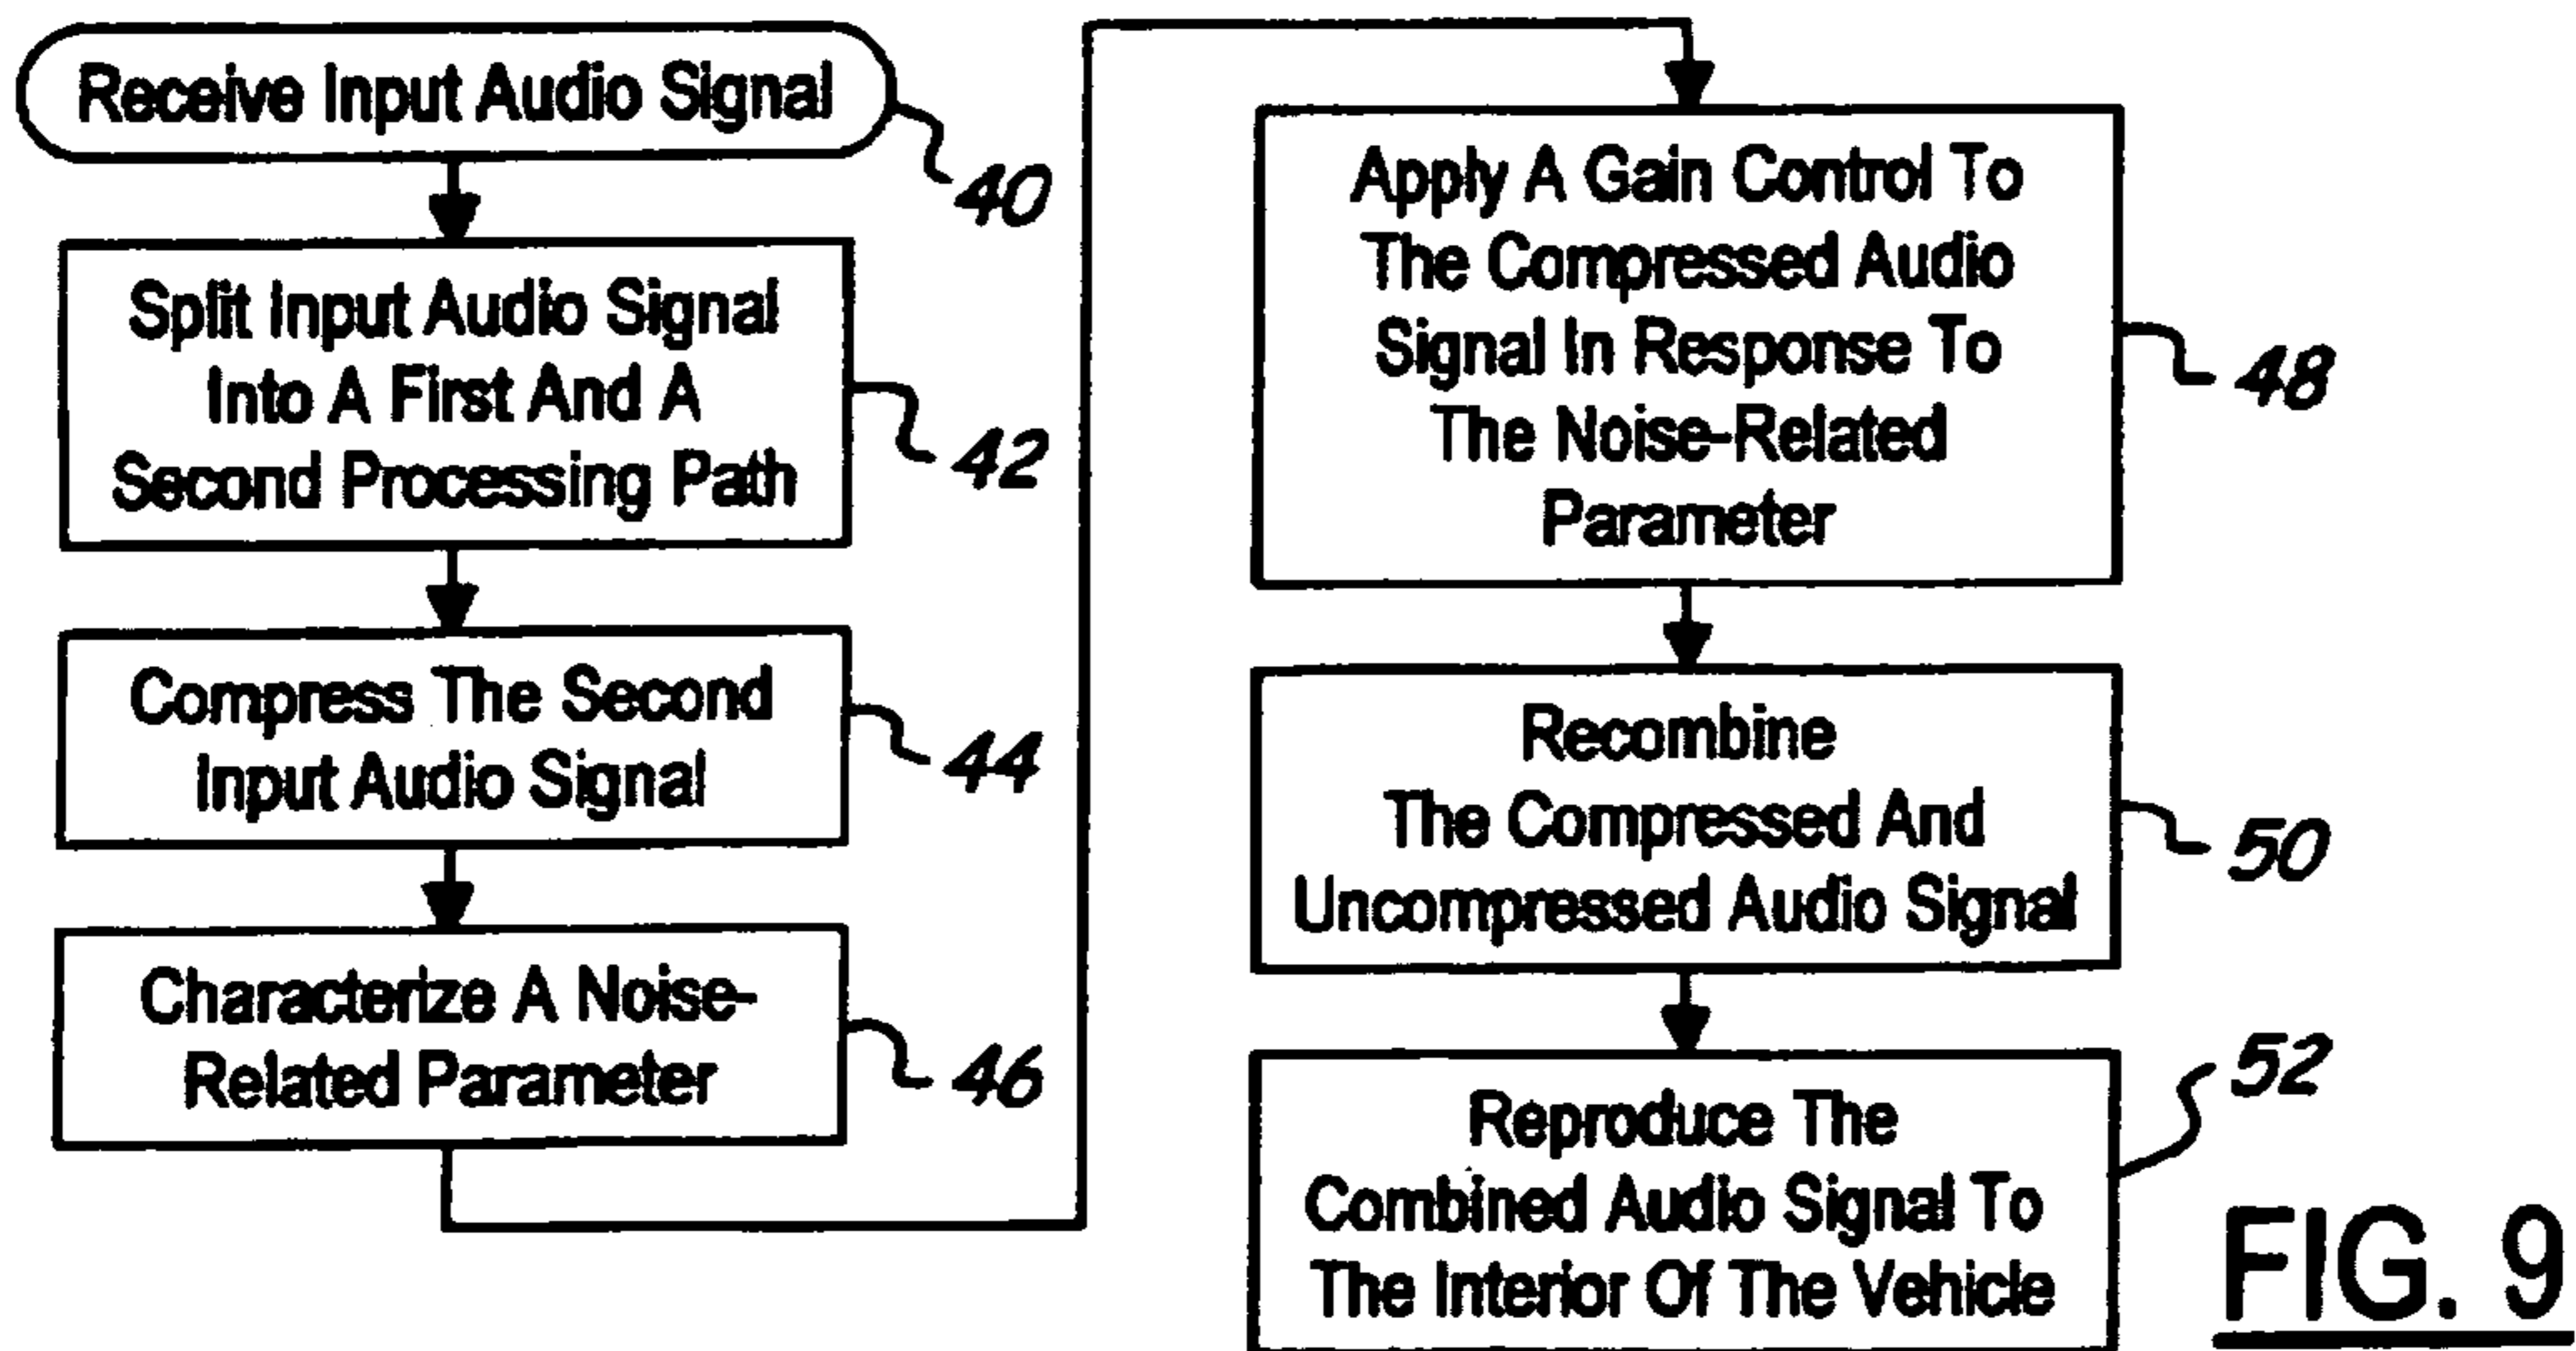 Receive Input Audio Signal
40
Split Input Audio Signal
Into A First And A
Second Processing Path
42
Compress The Second
Input Audio Signal
44
Characterize A Noise-
Related Parameter
46
Apply A Gain Control To
The Compressed Audio
Signal In Response To
The Noise-Related
Parameter
48
Recombine
The Compressed And
Uncompressed Audio Signal
50
Reproduce The
Combined Audio Signal To
The Interior Of The Vehicle
52
FIG. 9